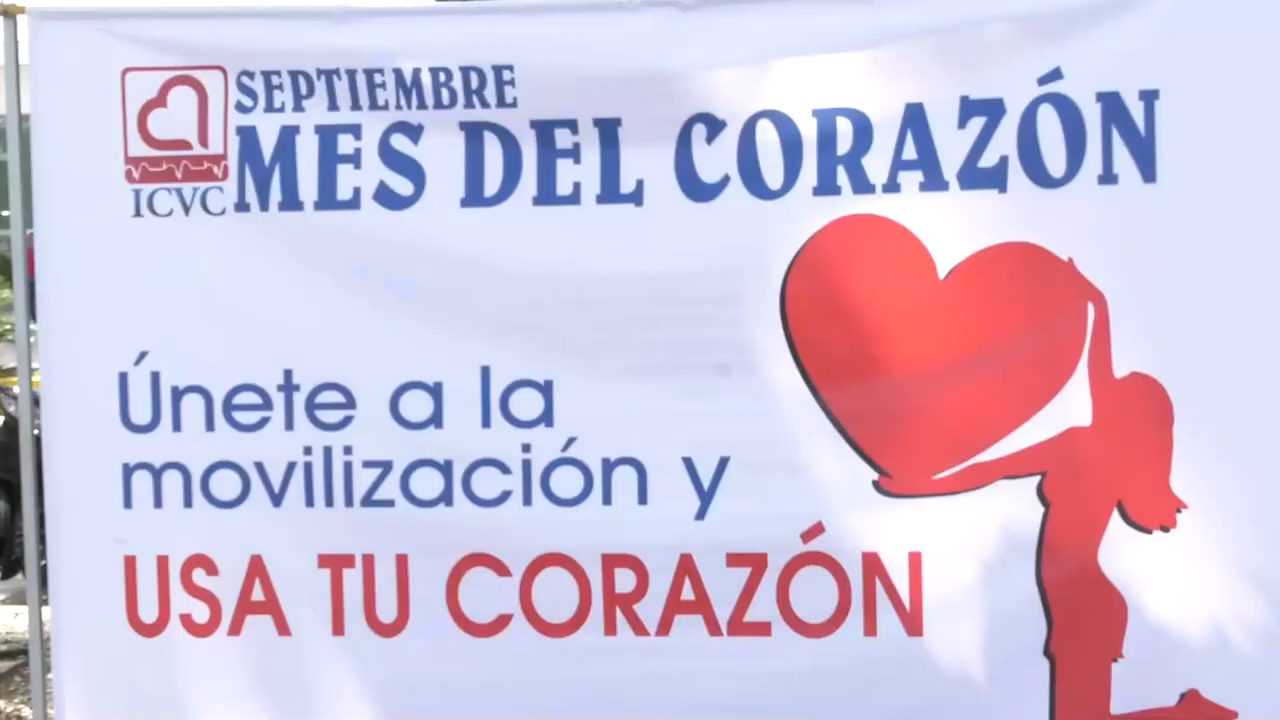 SEPTIEMBRE
MES DEL CORAZÓN
ICVC
Únete a la
movilización y
USA TU CORAZÓN